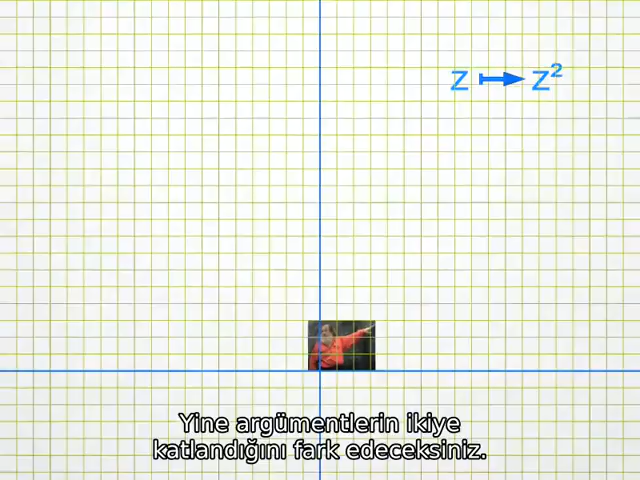 z ↦ z²
Yine argümentlerin ikiye
katlandığını fark edeceksiniz.